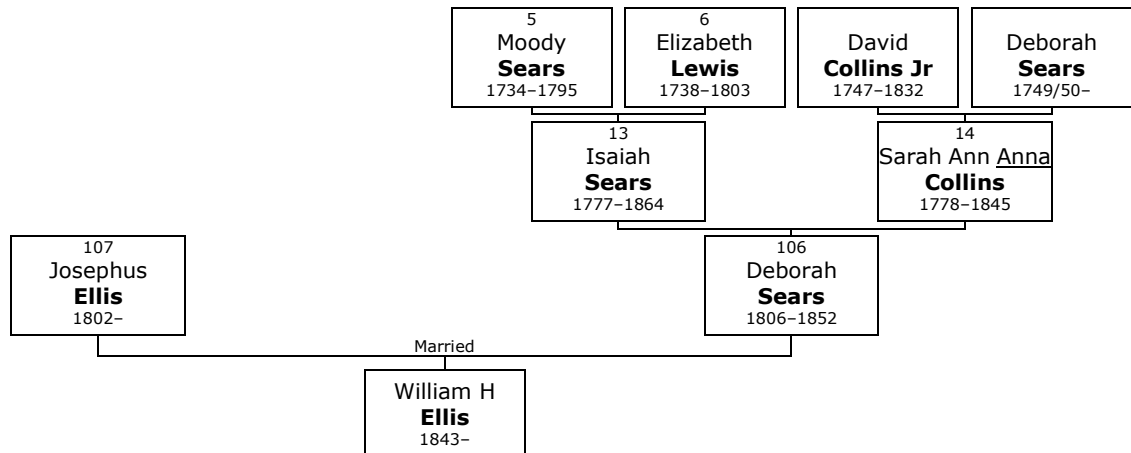 5
Moody
Sears
1734–1795
6
Elizabeth
Lewis
1738–1803
David
Collins Jr
1747–1832
Deborah
Sears
1749/50–
13
Isaiah
Sears
1777–1864
14
Sarah Ann Anna
Collins
1778–1845
107
Josephus
Ellis
1802–
106
Deborah
Sears
1806–1852
Married
William H
Ellis
1843–